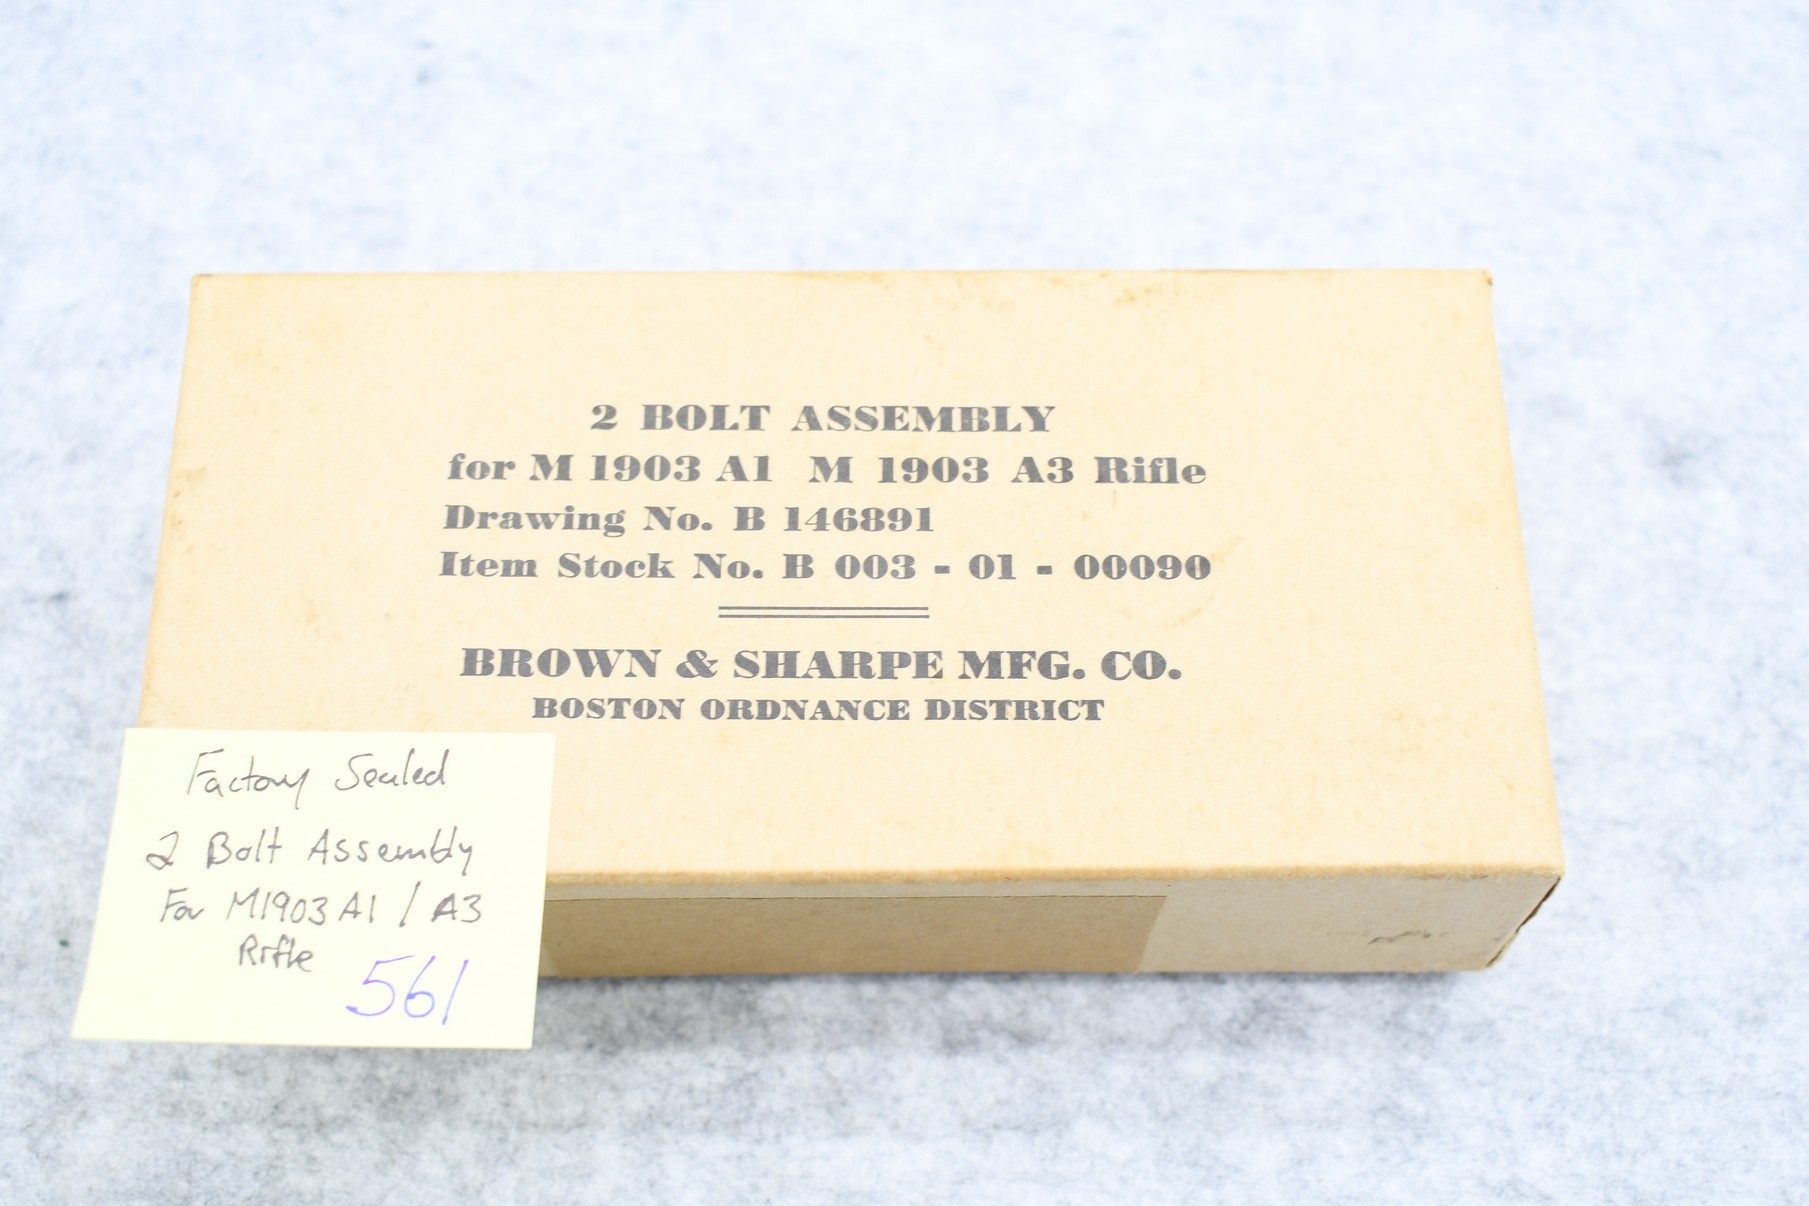 2 BOLT ASSEMBLY
for M 1903 A1 M 1903 A3 Rifle
Drawing No. B 146891
Item Stock No. B 003 - 01 - 00090
BROWN & SHARPE MFG. CO.
BOSTON ORDNANCE DISTRICT
Factory Sealed
2 Bolt Assembly
For M1903 A1 / A3
Rifle
561